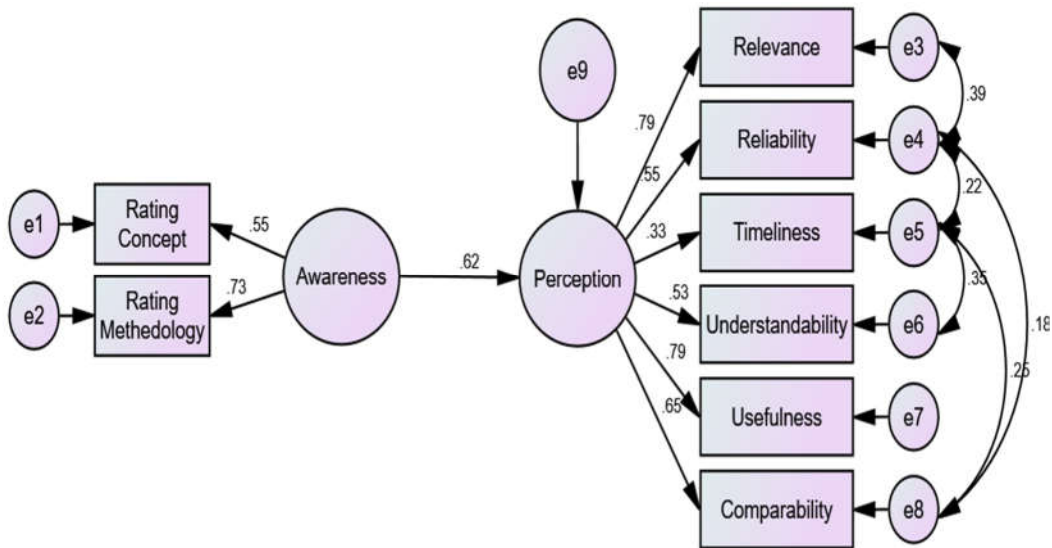 e1
Rating
Concept
.55
e2
Rating
Methedology
.73
Awareness
.62
e9
Perception
.79
.55
.33
.53
.79
.65
Relevance
e3
.39
Reliability
e4
.22
Timeliness
e5
.35
Understandability
e6
.18
.25
Usefulness
e7
Comparability
e8